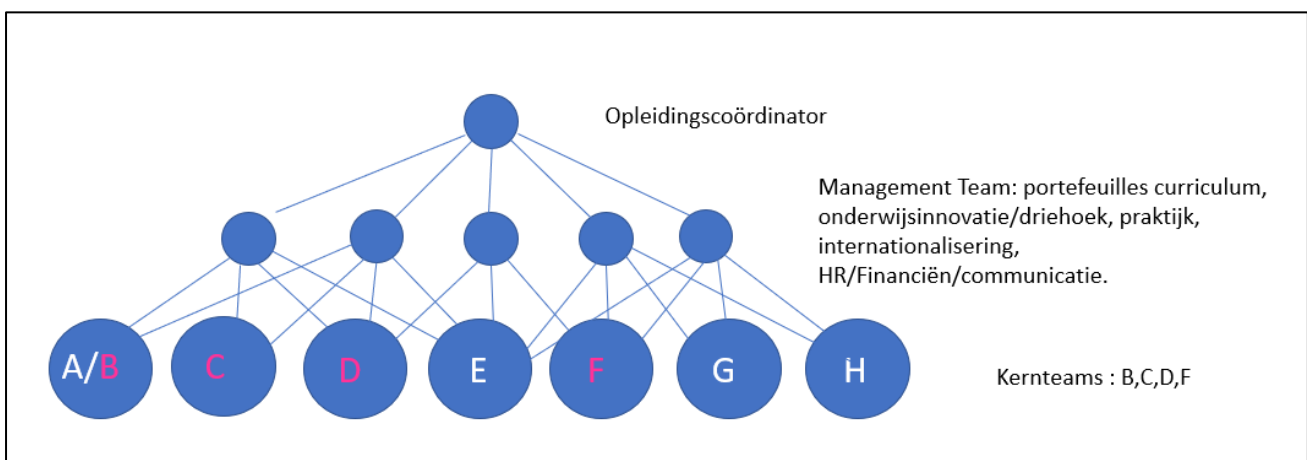 Opleidingscoördinator
Management Team: portefeuilles curriculum,
onderwijsinnovatie/driehoek, praktijk,
internationalisering,
HR/Financiën/communicatie.
A/B
C
D
E
F
G
H
Kernteams : B,C,D,F